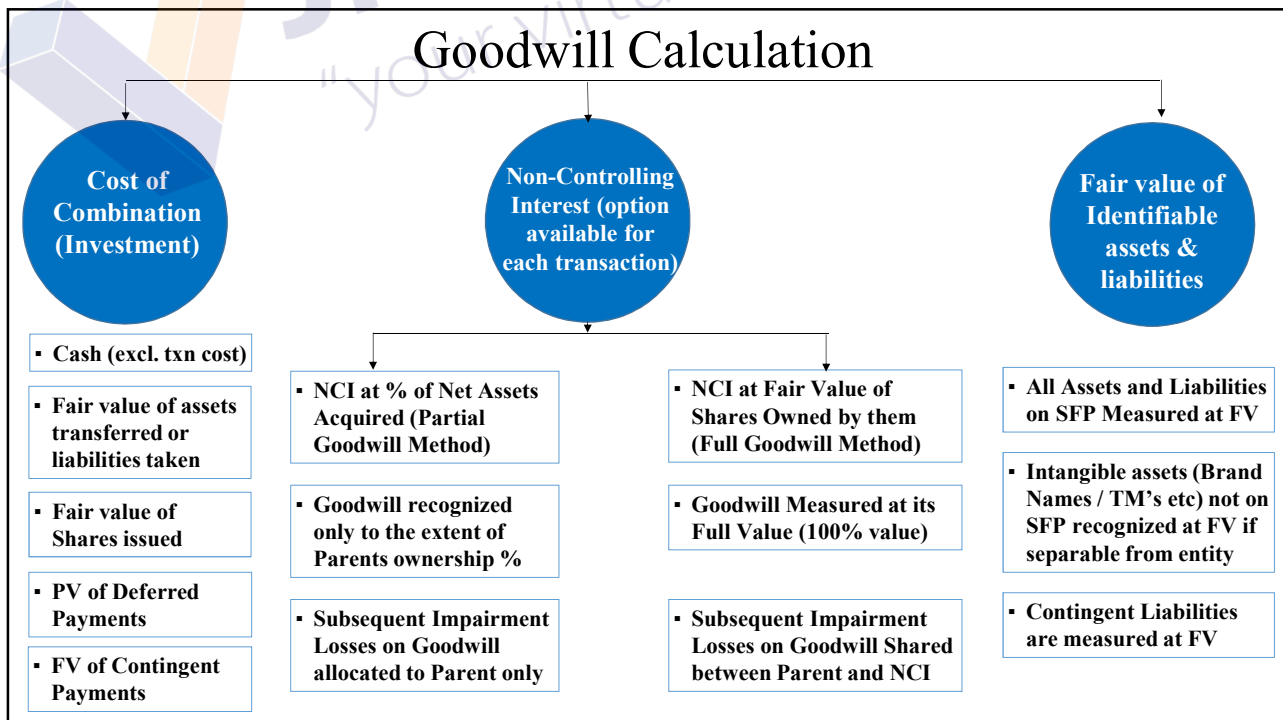 "your virtu
Goodwill Calculation
Cost of
Combination
(Investment)
▪ Cash (excl. txn cost)
▪ Fair value of assets
transferred or
liabilities taken
▪ Fair value of
Shares issued
▪ PV of Deferred
Payments
▪ FV of Contingent
Payments
Non-Controlling
Interest (option
available for
each transaction)
▪ NCI at % of Net Assets
Acquired (Partial
Goodwill Method)
▪ Goodwill recognized
only to the extent of
Parents ownership %
▪ Subsequent Impairment
Losses on Goodwill
allocated to Parent only
▪ NCI at Fair Value of
Shares Owned by them
(Full Goodwill Method)
▪ Goodwill Measured at its
Full Value (100% value)
▪ Subsequent Impairment
Losses on Goodwill Shared
between Parent and NCI
Fair value of
Identifiable
assets &
liabilities
▪ All Assets and Liabilities
on SFP Measured at FV
▪ Intangible assets (Brand
Names / TM's etc) not on
SFP recognized at FV if
separable from entity
▪ Contingent Liabilities
are measured at FV